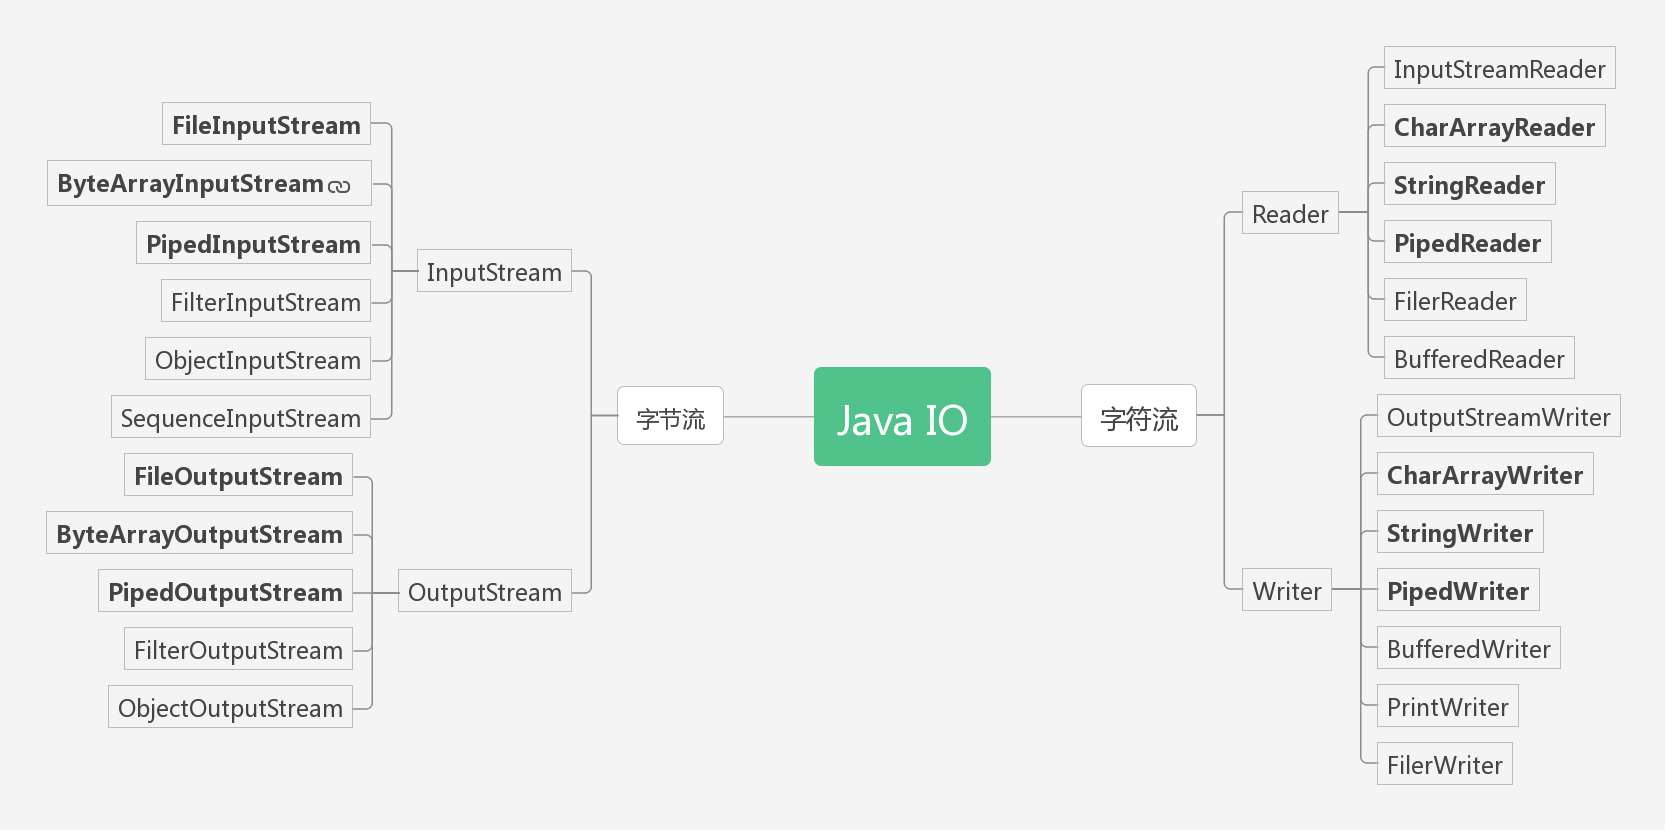 Java IO
字节流
InputStream
FileInputStream
ByteArrayInputStream
PipedInputStream
FilterInputStream
ObjectInputStream
SequenceInputStream
OutputStream
FileOutputStream
ByteArrayOutputStream
PipedOutputStream
FilterOutputStream
ObjectOutputStream
字符流
Reader
InputStreamReader
CharArrayReader
StringReader
PipedReader
FilerReader
BufferedReader
Writer
OutputStreamWriter
CharArrayWriter
StringWriter
PipedWriter
BufferedWriter
PrintWriter
FilerWriter